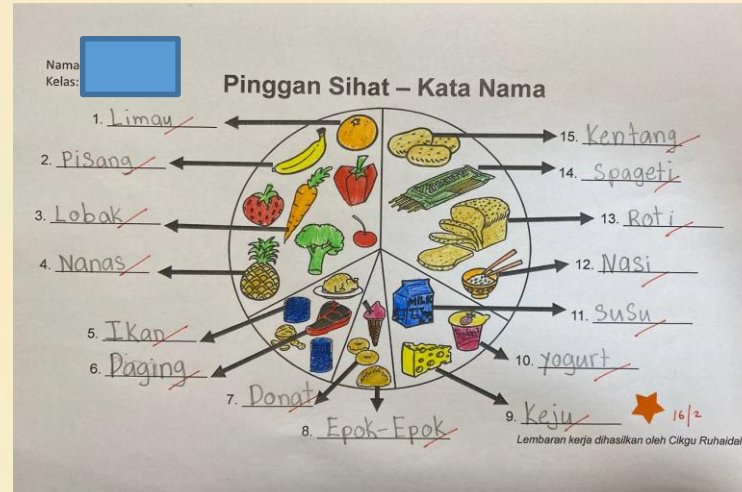 Nama
Kelas:
Pinggan Sihat – Kata Nama
1. Limau
2. Pisang
3. Lobak
4. Nanas
5. Ikan
6. Daging
7. Donat
8. Epok-Epok
9. Keju
10. yogurt
11. Susu
12. Nasi
13. Roti
14. Spageti
15. Kentang
MILK
16/2
Lembaran kerja dihasilkan oleh Cikgu Ruhaidah